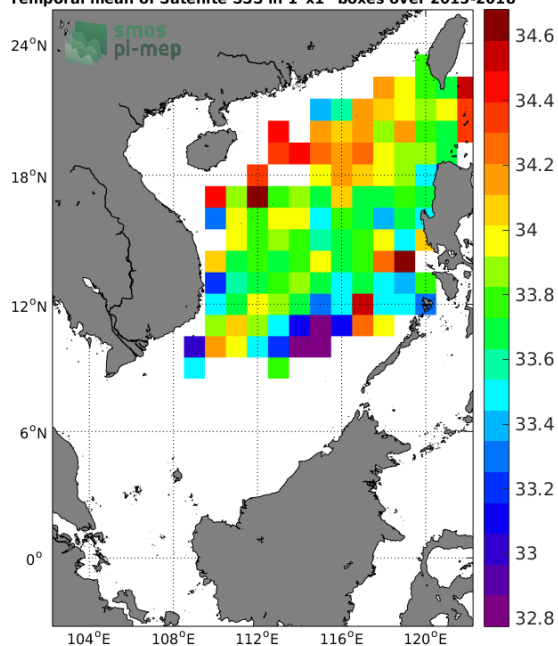 Temporal mean of Satellite SSS in 1°x1° boxes over 2015-2018
smos
pi-mep
24°N
18°N
12°N
6°N
0°
104°E
108°E
112°E
116°E
120°E
34.6
34.4
34.2
34
33.8
33.6
33.4
33.2
33
32.8